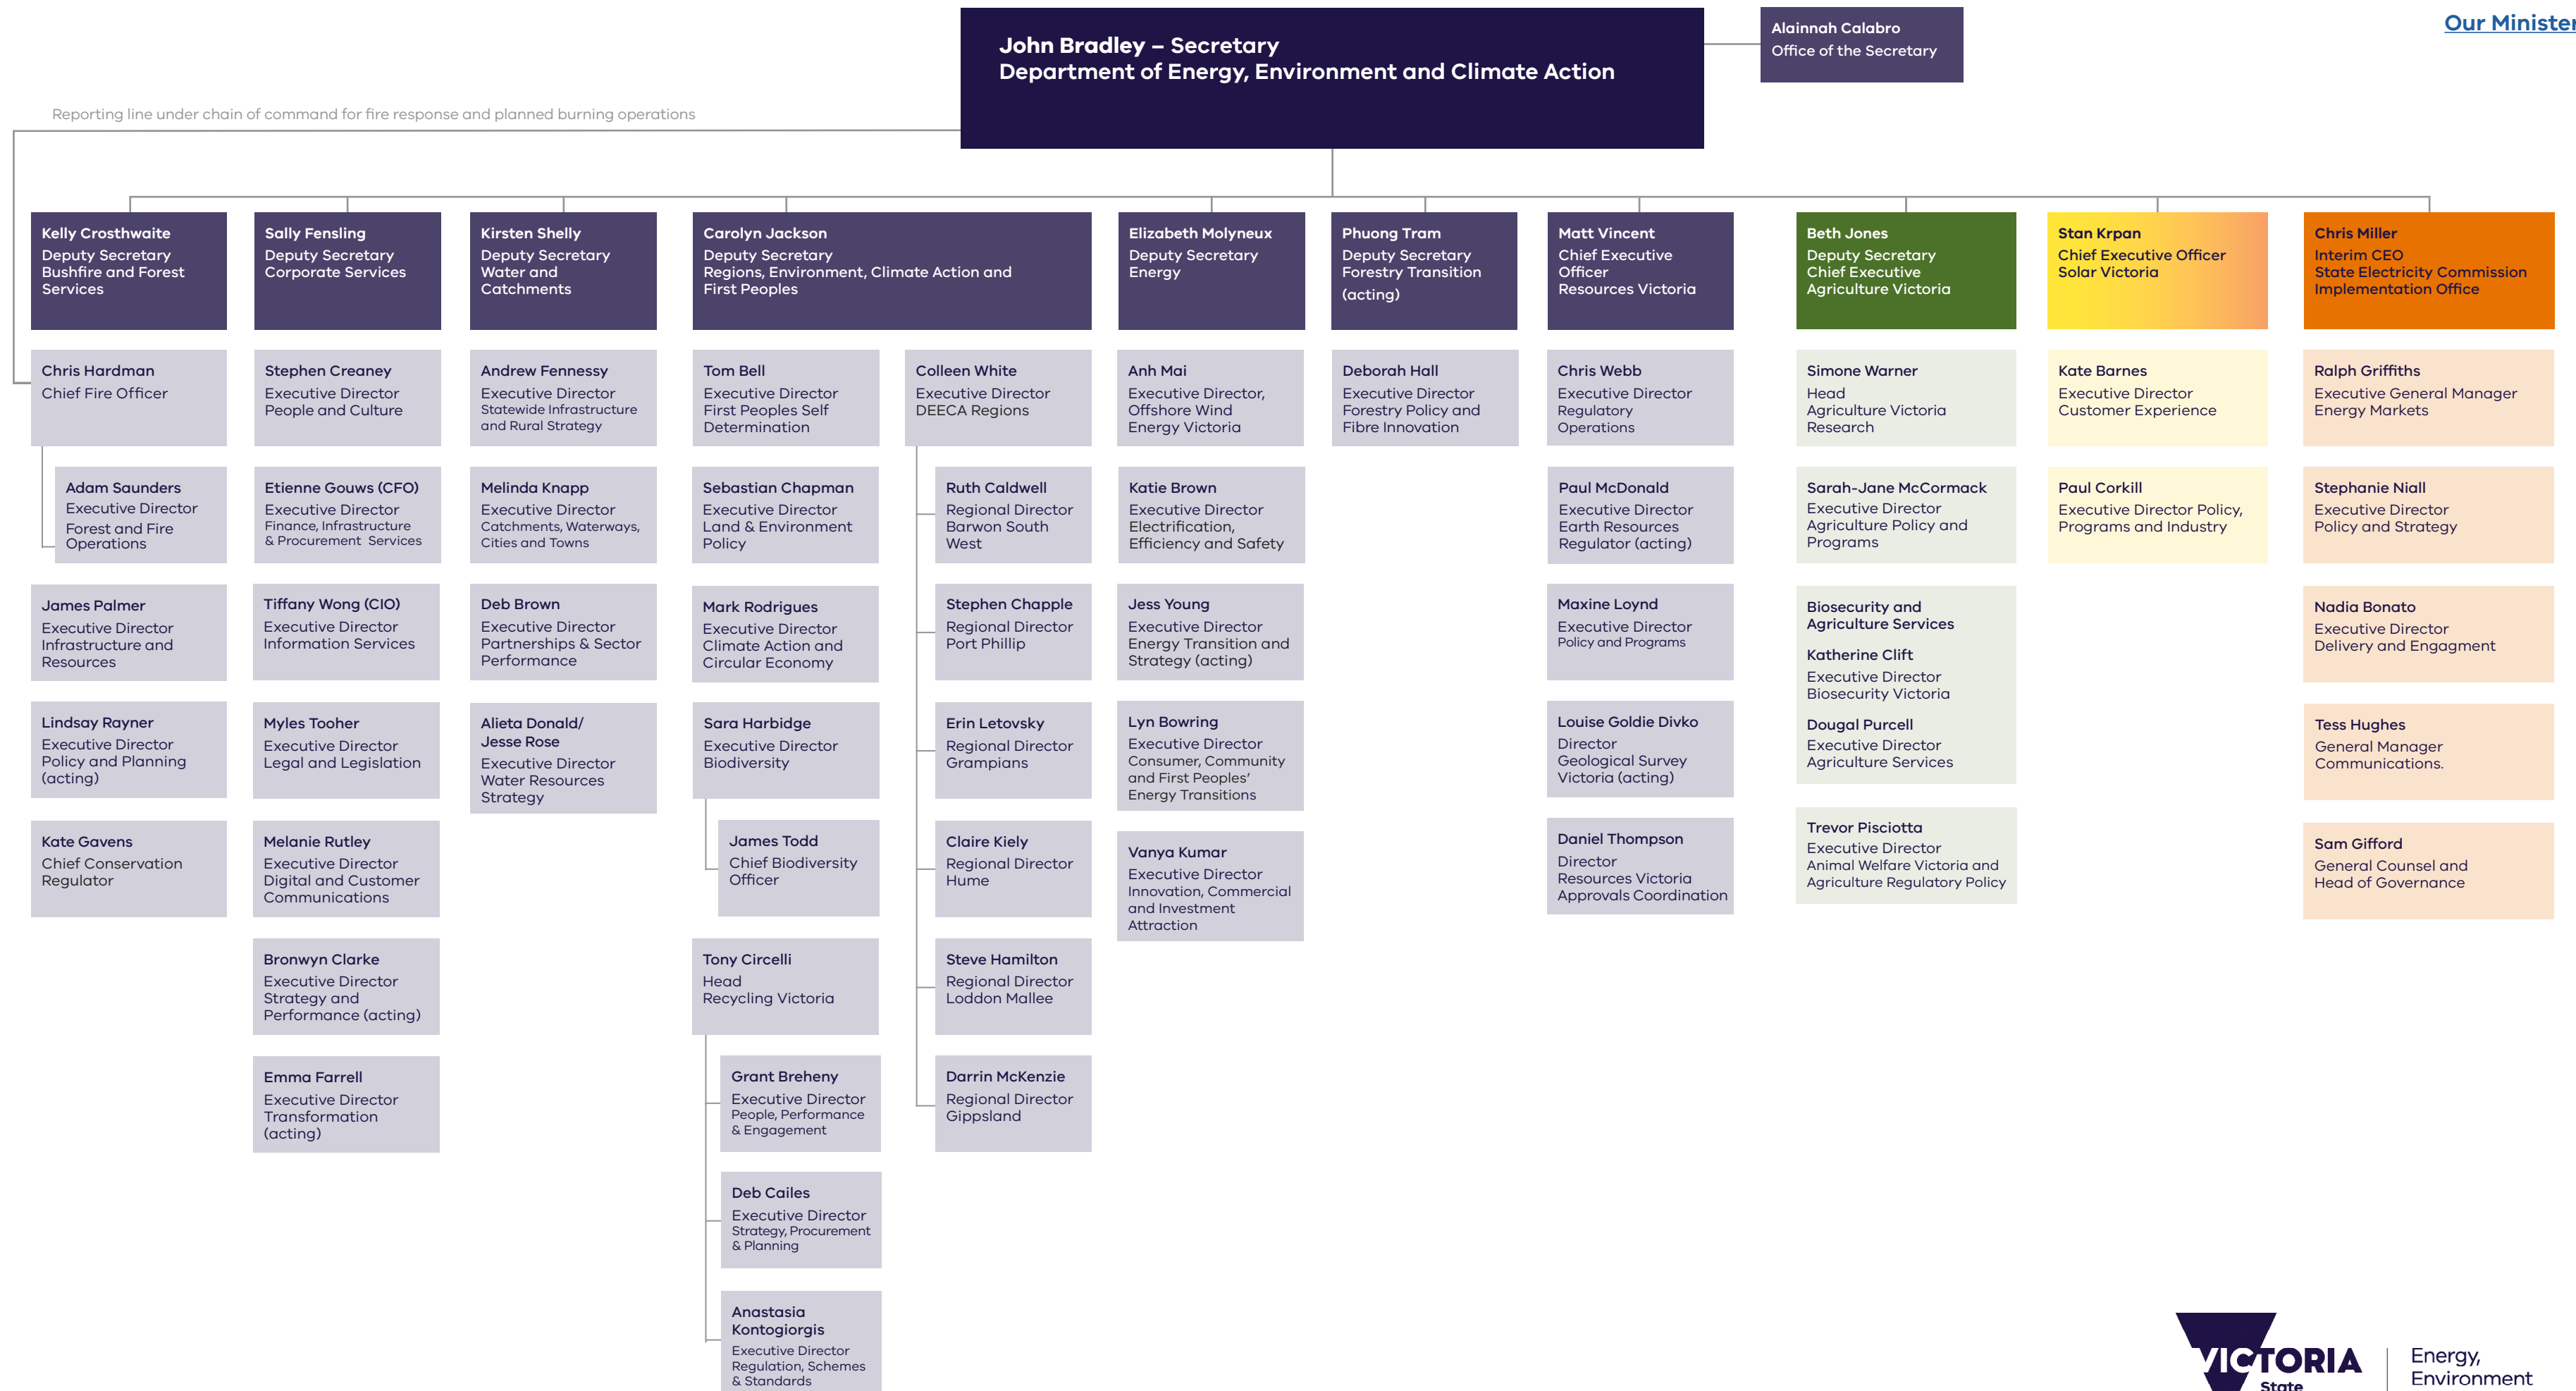 John Bradley – Secretary
Department of Energy, Environment and Climate Action
Alainnah Calabro
Office of the Secretary
Our Minister
Reporting line under chain of command for fire response and planned burning operations
Kelly Crosthwaite
Deputy Secretary
Bushfire and Forest
Services
Chris Hardman
Chief Fire Officer
Adam Saunders
Executive Director
Forest and Fire
Operations
James Palmer
Executive Director
Infrastructure and
Resources
Lindsay Rayner
Executive Director
Policy and Planning
(acting)
Kate Gavens
Chief Conservation
Regulator
Sally Fensling
Deputy Secretary
Corporate Services
Stephen Creaney
Executive Director
People and Culture
Etienne Gouws (CFO)
Executive Director
Finance, Infrastructure
& Procurement Services
Tiffany Wong (CIO)
Executive Director
Information Services
Myles Tooher
Executive Director
Legal and Legislation
Melanie Rutley
Executive Director
Digital and Customer
Communications
Bronwyn Clarke
Executive Director
Strategy and
Performance (acting)
Emma Farrell
Executive Director
Transformation
(acting)
Kirsten Shelly
Deputy Secretary
Water and
Catchments
Andrew Fennessy
Executive Director
Statewide Infrastructure
and Rural Strategy
Melinda Knapp
Executive Director
Catchments, Waterways,
Cities and Towns
Deb Brown
Executive Director
Partnerships & Sector
Performance
Alieta Donald/
Jesse Rose
Executive Director
Water Resources
Strategy
Carolyn Jackson
Deputy Secretary
Regions, Environment, Climate Action and
First Peoples
Tom Bell
Executive Director
First Peoples Self
Determination
Sebastian Chapman
Executive Director
Land & Environment
Policy
Mark Rodrigues
Executive Director
Climate Action and
Circular Economy
Sara Harbidge
Executive Director
Biodiversity
James Todd
Chief Biodiversity
Officer
Tony Circelli
Head
Recycling Victoria
Grant Breheny
Executive Director
People, Performance
& Engagement
Deb Cailes
Executive Director
Strategy, Procurement
& Planning
Anastasia
Kontogiorgis
Executive Director
Regulation, Schemes
& Standards
Colleen White
Executive Director
DEECA Regions
Ruth Caldwell
Regional Director
Barwon South
West
Stephen Chapple
Regional Director
Port Phillip
Erin Letovsky
Regional Director
Grampians
Claire Kiely
Regional Director
Hume
Steve Hamilton
Regional Director
Loddon Mallee
Darrin McKenzie
Regional Director
Gippsland
Elizabeth Molyneux
Deputy Secretary
Energy
Anh Mai
Executive Director,
Offshore Wind
Energy Victoria
Katie Brown
Executive Director
Electrification,
Efficiency and Safety
Jess Young
Executive Director
Energy Transition and
Strategy (acting)
Lyn Bowring
Executive Director
Consumer, Community
and First Peoples’
Energy Transitions
Vanya Kumar
Executive Director
Innovation, Commercial
and Investment
Attraction
Phuong Tram
Deputy Secretary
Forestry Transition
(acting)
Deborah Hall
Executive Director
Forestry Policy and
Fibre Innovation
Matt Vincent
Chief Executive
Officer
Resources Victoria
Chris Webb
Executive Director
Regulatory
Operations
Paul McDonald
Executive Director
Earth Resources
Regulator (acting)
Maxine Loynd
Executive Director
Policy and Programs
Louise Goldie Divko
Director
Geological Survey
Victoria (acting)
Daniel Thompson
Director
Resources Victoria
Approvals Coordination
Beth Jones
Deputy Secretary
Chief Executive
Agriculture Victoria
Simone Warner
Head
Agriculture Victoria
Research
Sarah-Jane McCormack
Executive Director
Agriculture Policy and
Programs
Biosecurity and
Agriculture Services
Katherine Clift
Executive Director
Biosecurity Victoria
Dougal Purcell
Executive Director
Agriculture Services
Trevor Pisciotta
Executive Director
Animal Welfare Victoria and
Agriculture Regulatory Policy
Stan Krpan
Chief Executive Officer
Solar Victoria
Kate Barnes
Executive Director
Customer Experience
Paul Corkill
Executive Director Policy,
Programs and Industry
Chris Miller
Interim CEO
State Electricity Commission
Implementation Office
Ralph Griffiths
Executive General Manager
Energy Markets
Stephanie Niall
Executive Director
Policy and Strategy
Nadia Bonato
Executive Director
Delivery and Engagment
Tess Hughes
General Manager
Communications.
Sam Gifford
General Counsel and
Head of Governance
VICTORIA
State
Energy,
Environment